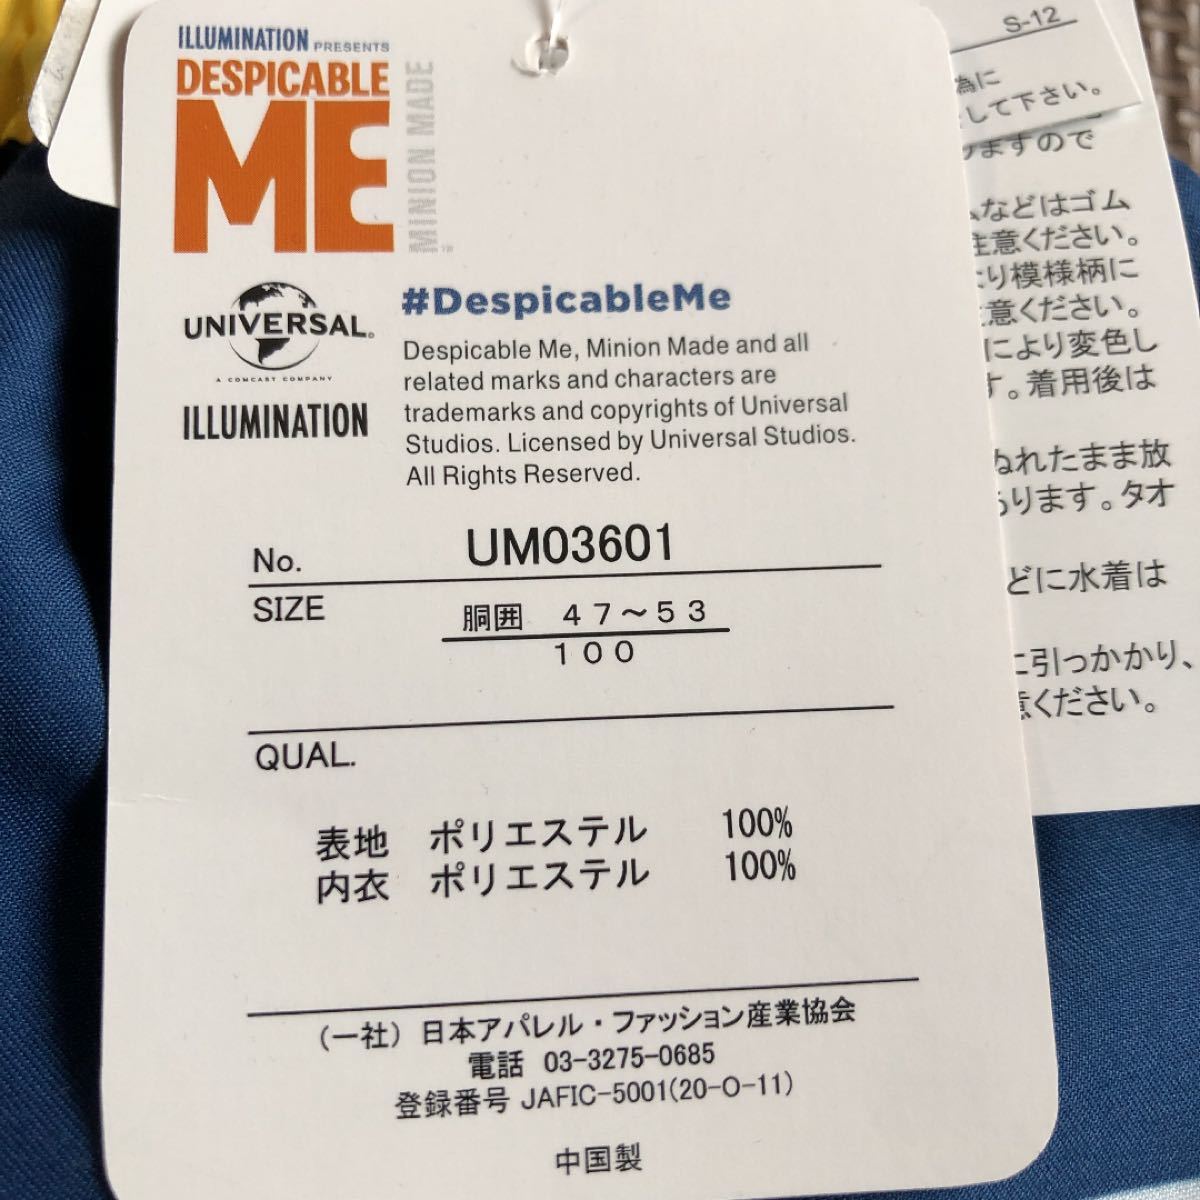 ILLUMINATION PRESENTS
DESPICABLE
ME
MINION MADE
UNIVERSAL
A COMCAST COMPANY
ILLUMINATION
#DespicableMe
Despicable Me, Minion Made and all
related marks and characters are
trademarks and copyrights of Universal
Studios. Licensed by Universal Studios.
All Rights Reserved.
No. UM03601
SIZE 胴囲 47～53
100
QUAL.
表地 ポリエステル 100%
内衣 ポリエステル 100%
(一社) 日本アパレル・ファッション産業協会
電話 03-3275-0685
登録番号 JAFIC-5001(20-O-11)
中国製
S-12
為に
して下さい。
ますので
などはゴム
注意ください。
り模様柄に
意ください。
により変色し
す。着用後は
ぬれたまま放
ります。タオ
どに水着は
に引っかかり、
意ください。